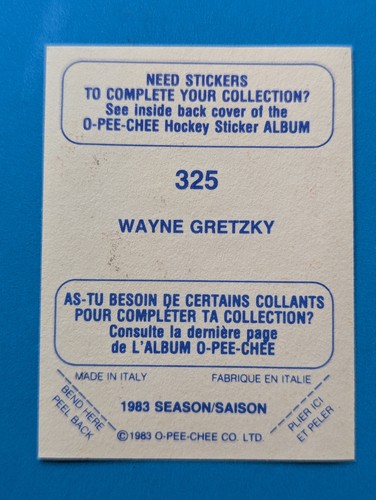 NEED STICKERS
TO COMPLETE YOUR COLLECTION?
See inside back cover of the
O-PEE-CHEE Hockey Sticker ALBUM
325
WAYNE GRETZKY
AS-TU BESOIN DE CERTAINS COLLANTS
POUR COMPLÉTER TA COLLECTION?
Consulte la dernière page
de L'ALBUM O-PEE-CHEE
MADE IN ITALY FABRIQUE EN ITALIE
BEND HERE
PEEL BACK
1983 SEASON/SAISON
PLIER ICI
ET PELER
©1983 O-PEE-CHEE CO. LTD.